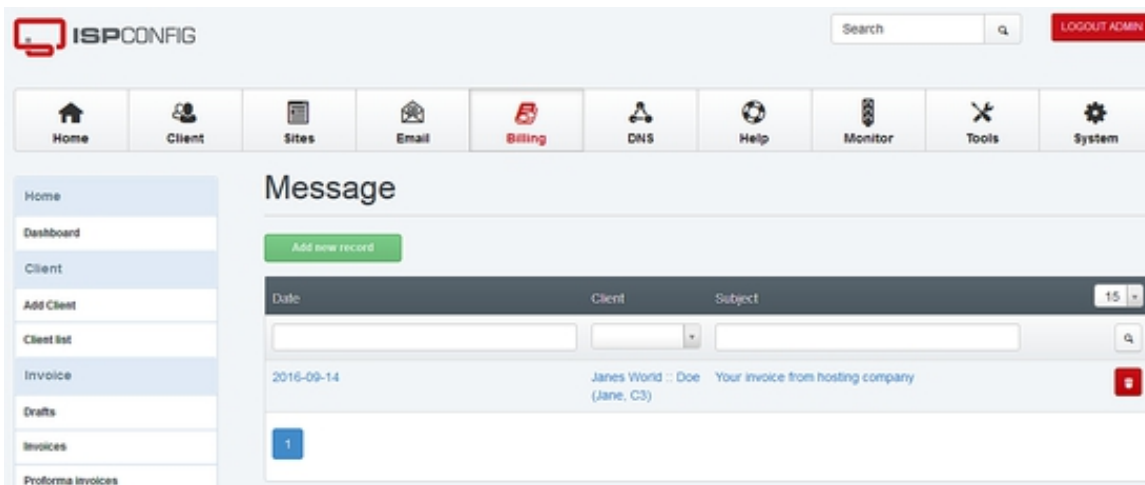 ISPCONFIG
Search
LOGOUT ADMIN
Home
Client
Sites
Email
Billing
DNS
Help
Monitor
Tools
System
Home
Dashboard
Client
Add Client
Client list
Invoice
Drafts
Invoices
Proforma invoices
Message
Add new record
Date Client Subject 15
2016-09-14 Janes World :: Doe Your invoice from hosting company
(Jane, C3)
1